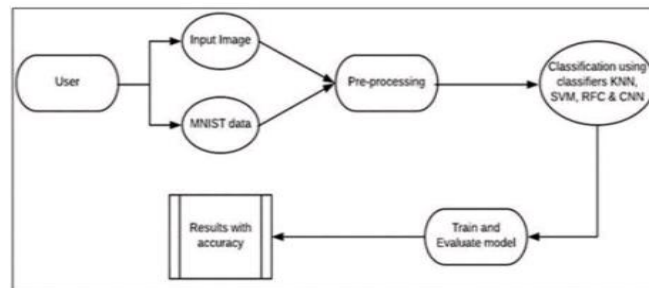 User
Input Image
MNIST data
Pre-processing
Classification using
classifiers KNN,
SVM, RFC & CNN
Train and
Evaluate model
Results with
accuracy